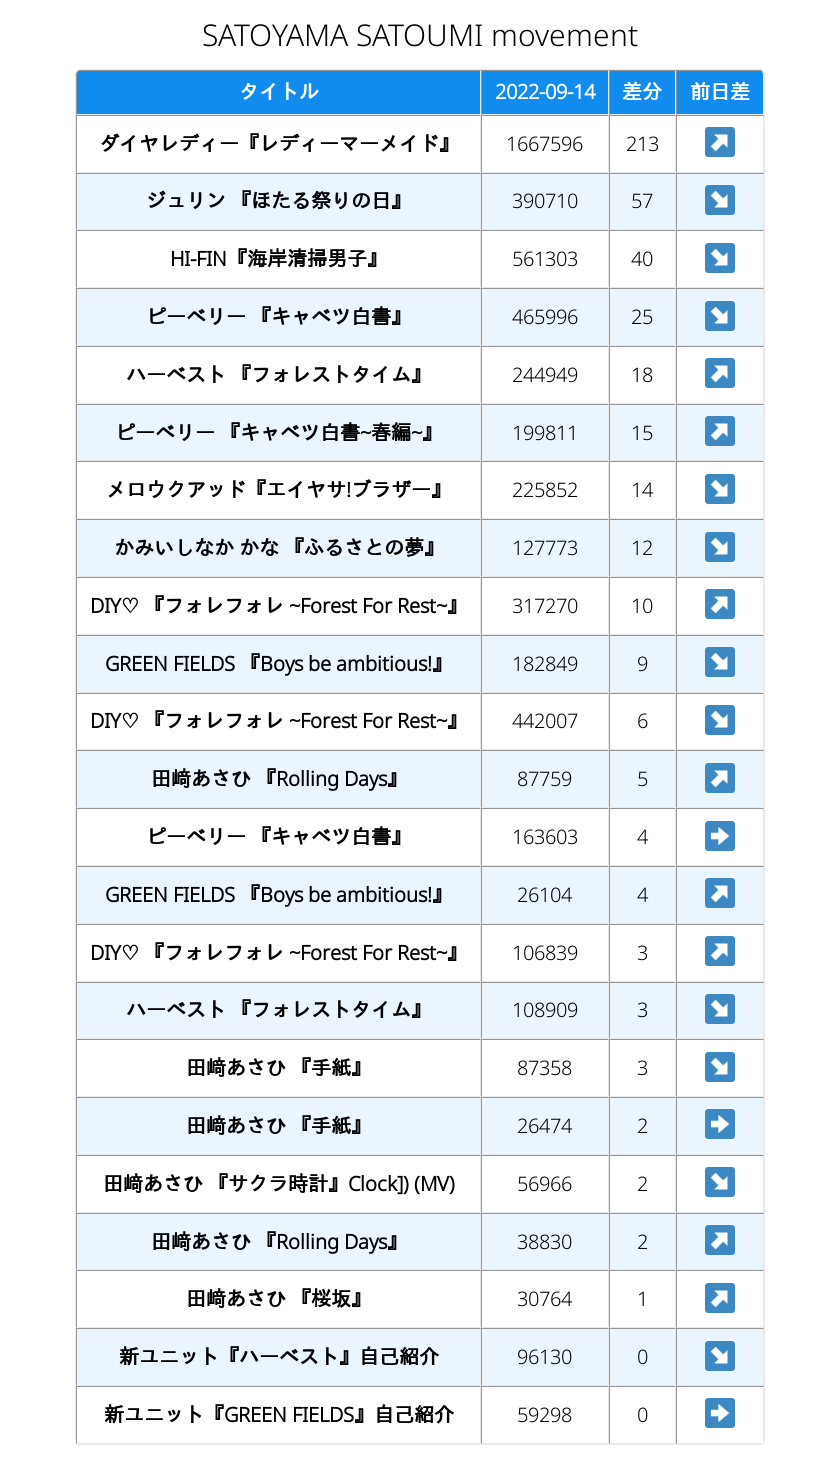 SATOYAMA SATOUMI movement
タイトル 2022-09-14 差分 前日差
ダイヤレディー『レディーマーメイド』 1667596 213 ↗
ジュリン 『ほたる祭りの日』 390710 57 ↘
HI-FIN『海岸清掃男子』 561303 40 ↘
ピーベリー 『キャベツ白書』 465996 25 ↘
ハーベスト 『フォレストタイム』 244949 18 ↗
ピーベリー 『キャベツ白書~春編~』 199811 15 ↗
メロウクアッド『エイヤサ!ブラザー』 225852 14 ↘
かみいしなか かな 『ふるさとの夢』 127773 12 ↘
DIY♡ 『フォレフォレ ~Forest For Rest~』 317270 10 ↗
GREEN FIELDS 『Boys be ambitious!』 182849 9 ↘
DIY♡ 『フォレフォレ ~Forest For Rest~』 442007 6 ↘
田﨑あさひ 『Rolling Days』 87759 5 ↗
ピーベリー 『キャベツ白書』 163603 4 ➡
GREEN FIELDS 『Boys be ambitious!』 26104 4 ↗
DIY♡ 『フォレフォレ ~Forest For Rest~』 106839 3 ↗
ハーベスト 『フォレストタイム』 108909 3 ↘
田﨑あさひ 『手紙』 87358 3 ↘
田﨑あさひ 『手紙』 26474 2 ➡
田﨑あさひ 『サクラ時計』Clock]) (MV) 56966 2 ↘
田﨑あさひ 『Rolling Days』 38830 2 ↗
田﨑あさひ 『桜坂』 30764 1 ↗
新ユニット『ハーベスト』自己紹介 96130 0 ↘
新ユニット『GREEN FIELDS』自己紹介 59298 0 ➡